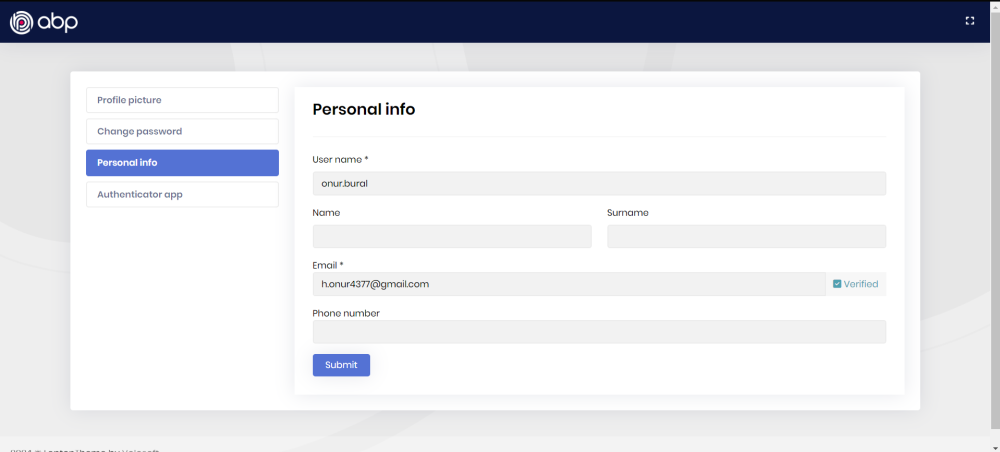 abp
Profile picture
Change password
Personal info
Authenticator app
Personal info
User name *
onur.bural
Name
Surname
Email *
h.onur4377@gmail.com
Verified
Phone number
Submit